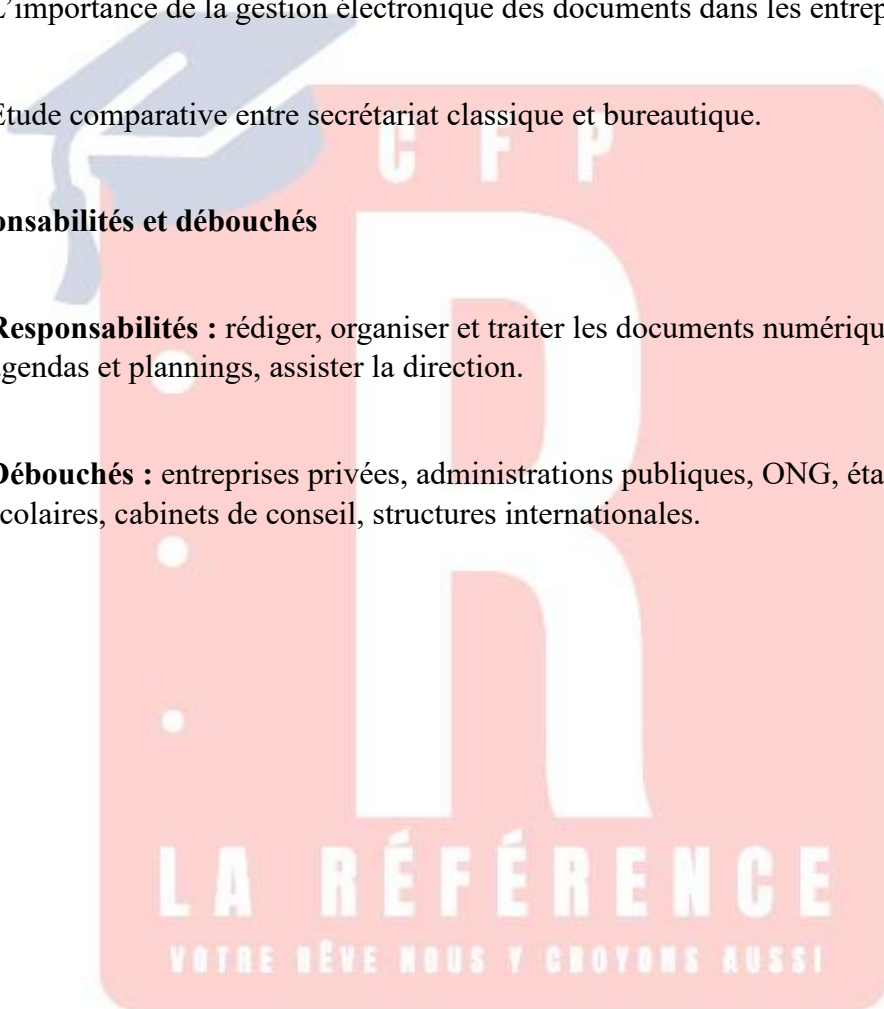 L'importance de la gestion électronique des documents dans les entrep
Etude comparative entre secrétariat classique et bureautique.
C F P
onsabilités et débouchés
Responsabilités : rédiger, organiser et traiter les documents numériqu
agendas et plannings, assister la direction.
Débouchés : entreprises privées, administrations publiques, ONG, éta
scolaires, cabinets de conseil, structures internationales.
R
LA RÉFÉRENCE
VOTRE RÊVE NOUS Y CROYONS AUSSI